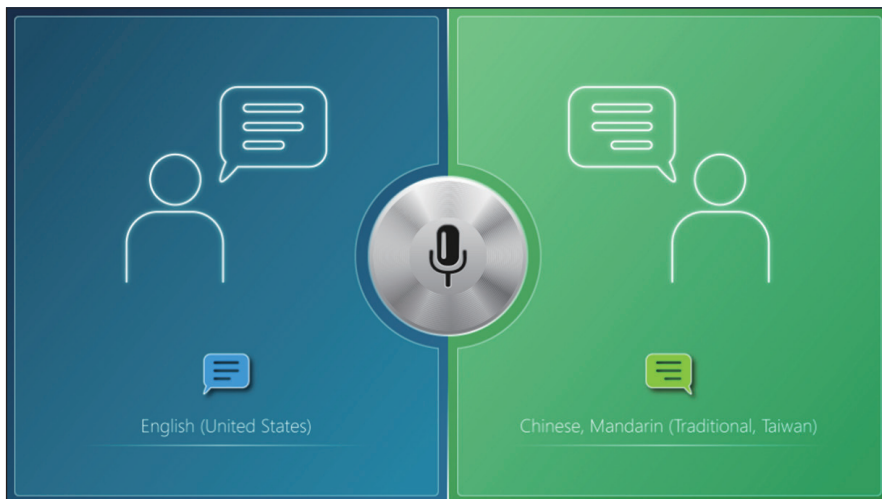 English (United States)
Chinese, Mandarin (Traditional, Taiwan)